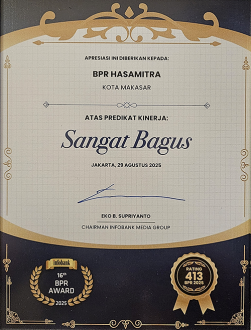 APRESIASI INI DIBERIKAN KEPADA:
BPR HASAMITRA
KOTA MAKASAR
ATAS PREDIKAT KINERJA:
Sangat Bagus
JAKARTA, 29 AGUSTUS 2025
EKO B. SUPRIYANTO
CHAIRMAN INFOBANK MEDIA GROUP
Infobank
16th
BPR
AWARD
2025
RATING
413
BPR 2025